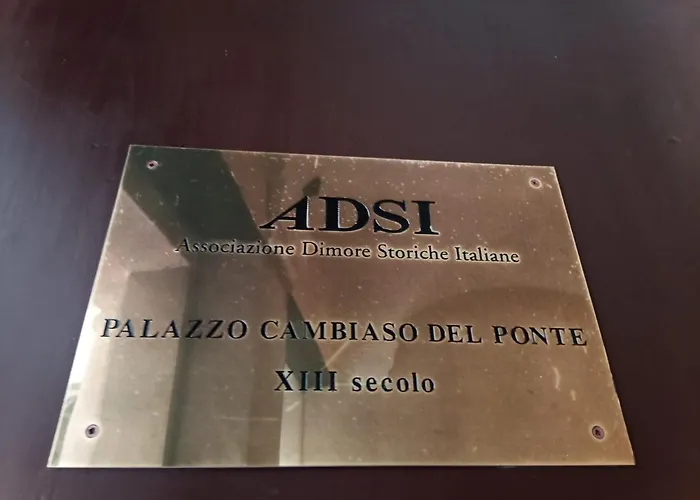 ADSI
Associazione Dimore Storiche Italiane
PALAZZO CAMBIASO DEL PONTE
XIII secolo